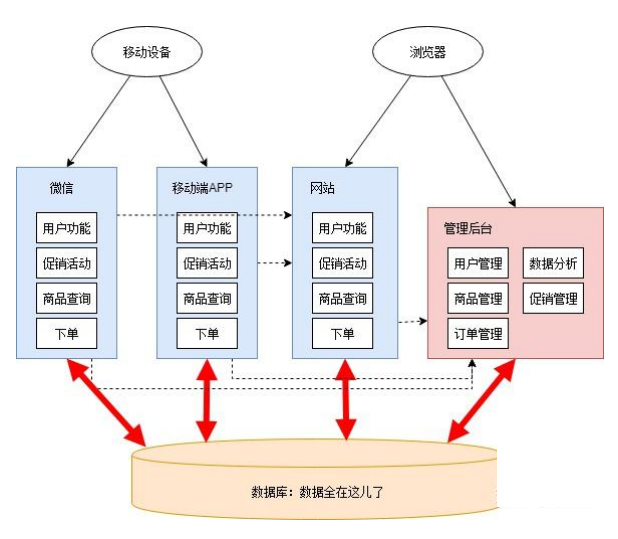 移动设备
浏览器
微信
用户功能
促销活动
商品查询
下单
移动端APP
用户功能
促销活动
商品查询
下单
网站
用户功能
促销活动
商品查询
下单
管理后台
用户管理
数据分析
商品管理
促销管理
订单管理
数据库：数据全在这儿了